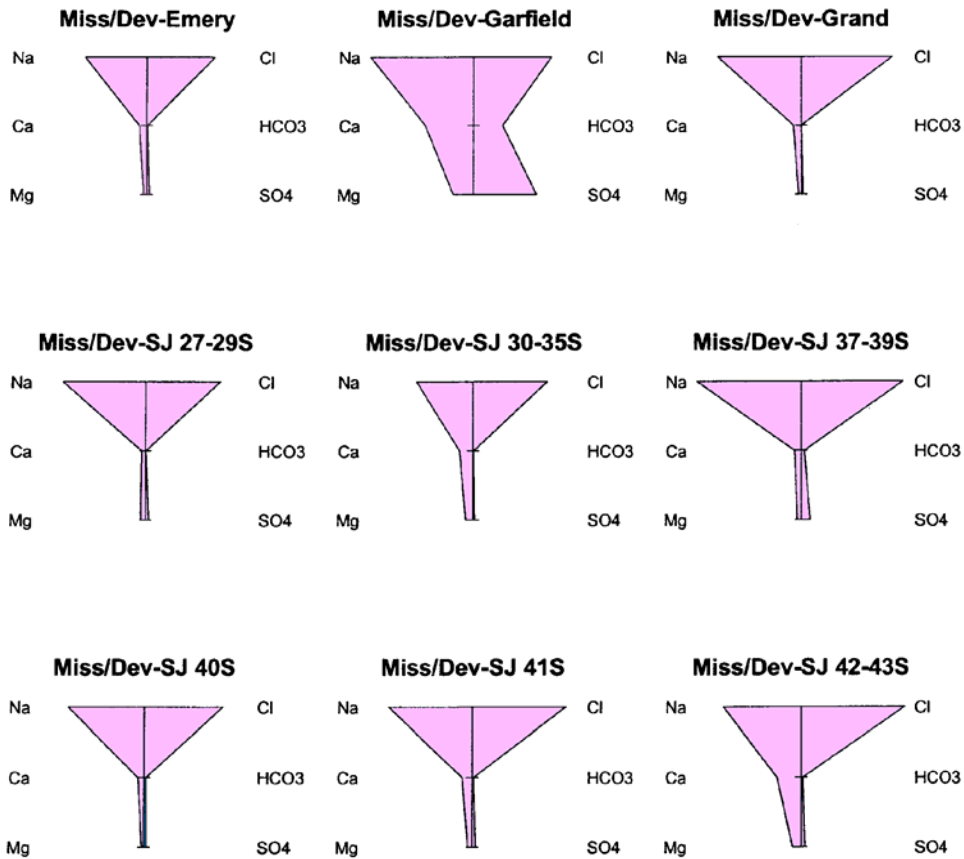 Miss/Dev-Emery Miss/Dev-Garfield Miss/Dev-Grand
Na Cl Na Cl Na Cl
Ca HCO3 Ca HCO3 Ca HCO3
Mg SO4 Mg SO4 Mg SO4
Miss/Dev-SJ 27-29S Miss/Dev-SJ 30-35S Miss/Dev-SJ 37-39S
Na Cl Na Cl Na Cl
Ca HCO3 Ca HCO3 Ca HCO3
Mg SO4 Mg SO4 Mg SO4
Miss/Dev-SJ 40S Miss/Dev-SJ 41S Miss/Dev-SJ 42-43S
Na Cl Na Cl Na Cl
Ca HCO3 Ca HCO3 Ca HCO3
Mg SO4 Mg SO4 Mg SO4